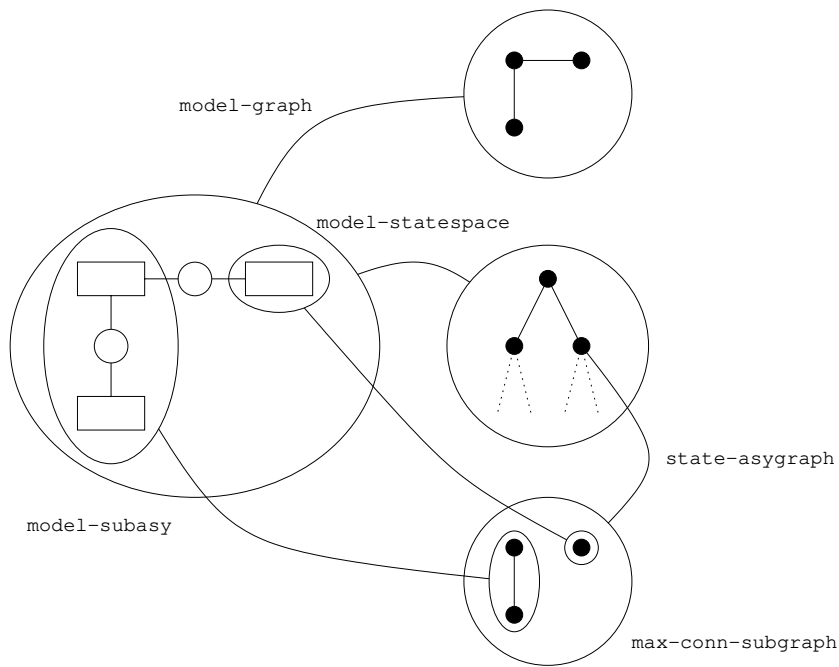 model-graph
model-statespace
state-asygraph
model-subasy
max-conn-subgraph